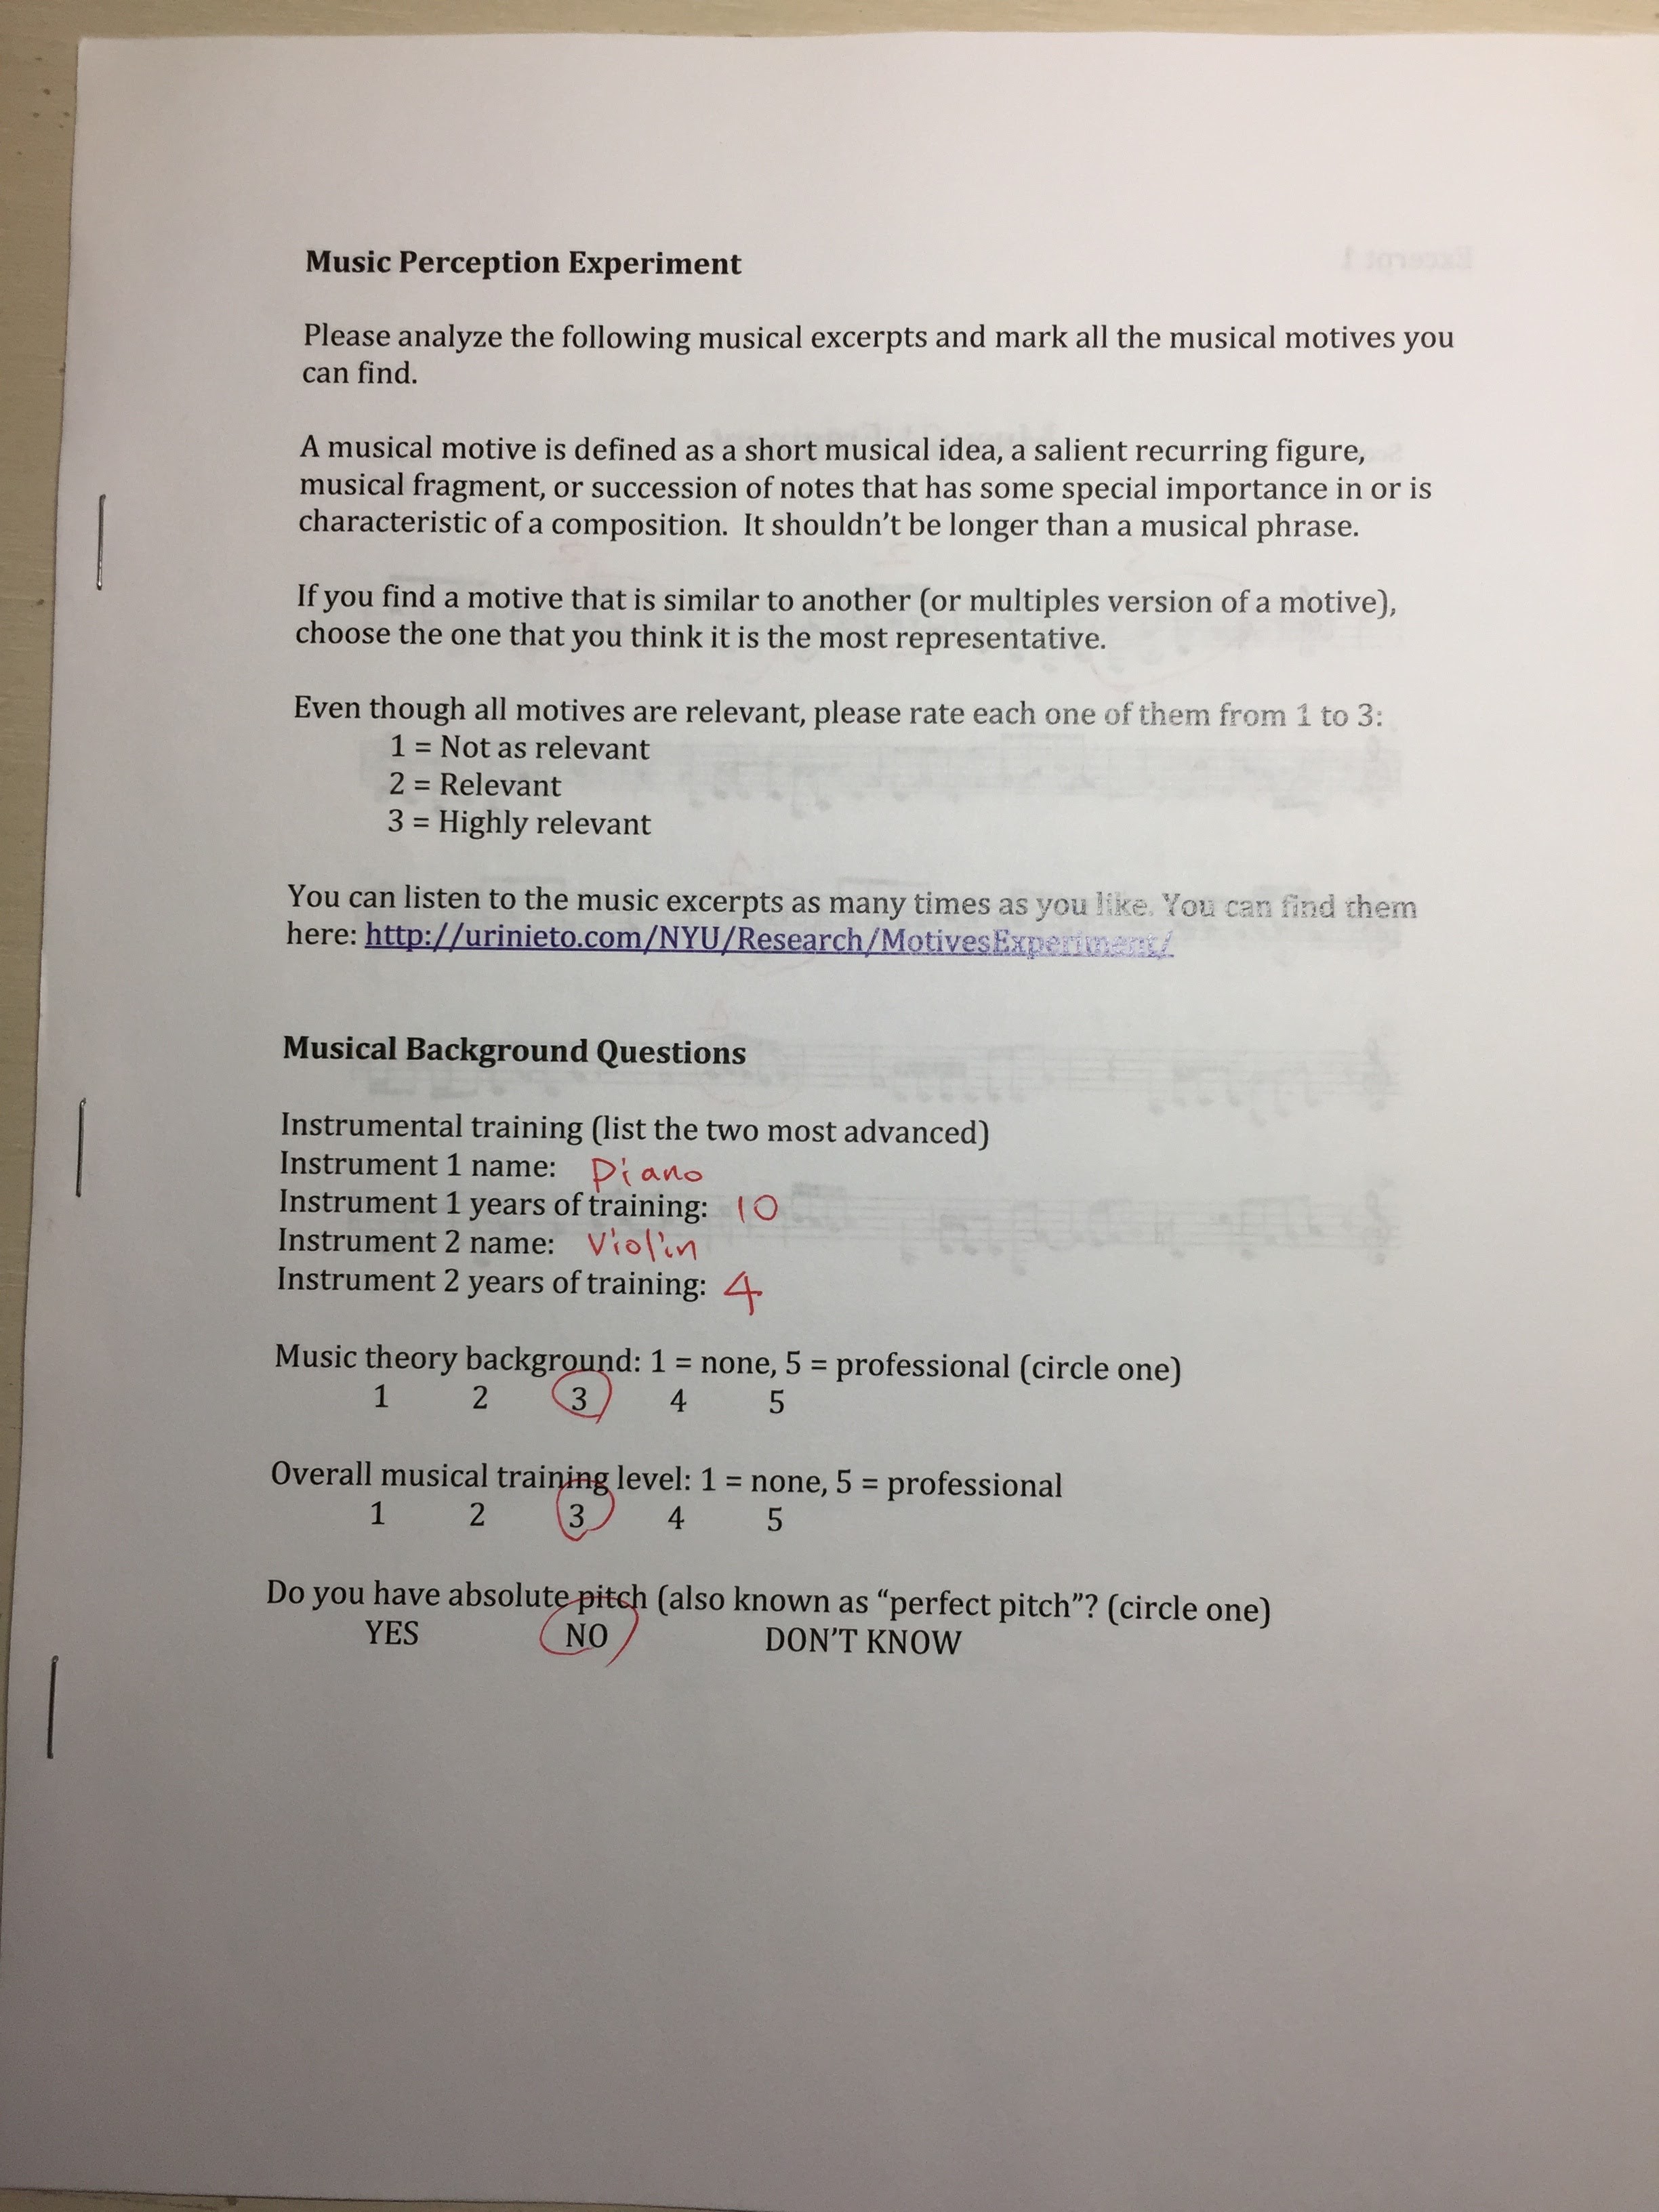 Music Perception Experiment
Please analyze the following musical excerpts and mark all the musical motives you
can find.
A musical motive is defined as a short musical idea, a salient recurring figure,
musical fragment, or succession of notes that has some special importance in or is
characteristic of a composition.  It shouldn't be longer than a musical phrase.
If you find a motive that is similar to another (or multiples version of a motive),
choose the one that you think it is the most representative.
Even though all motives are relevant, please rate each one of them from 1 to 3:
1 = Not as relevant
2 = Relevant
3 = Highly relevant
You can listen to the music excerpts as many times as you like. You can find them
here: http://urinieto.com/NYU/Research/MotivesExperiment/
Musical Background Questions
Instrumental training (list the two most advanced)
Instrument 1 name: Piano
Instrument 1 years of training: 10
Instrument 2 name: Violin
Instrument 2 years of training: 4
Music theory background: 1 = none, 5 = professional (circle one)
1 2 3 4 5
Overall musical training level: 1 = none, 5 = professional
1 2 3 4 5
Do you have absolute pitch (also known as “perfect pitch”? (circle one)
YES NO DON'T KNOW